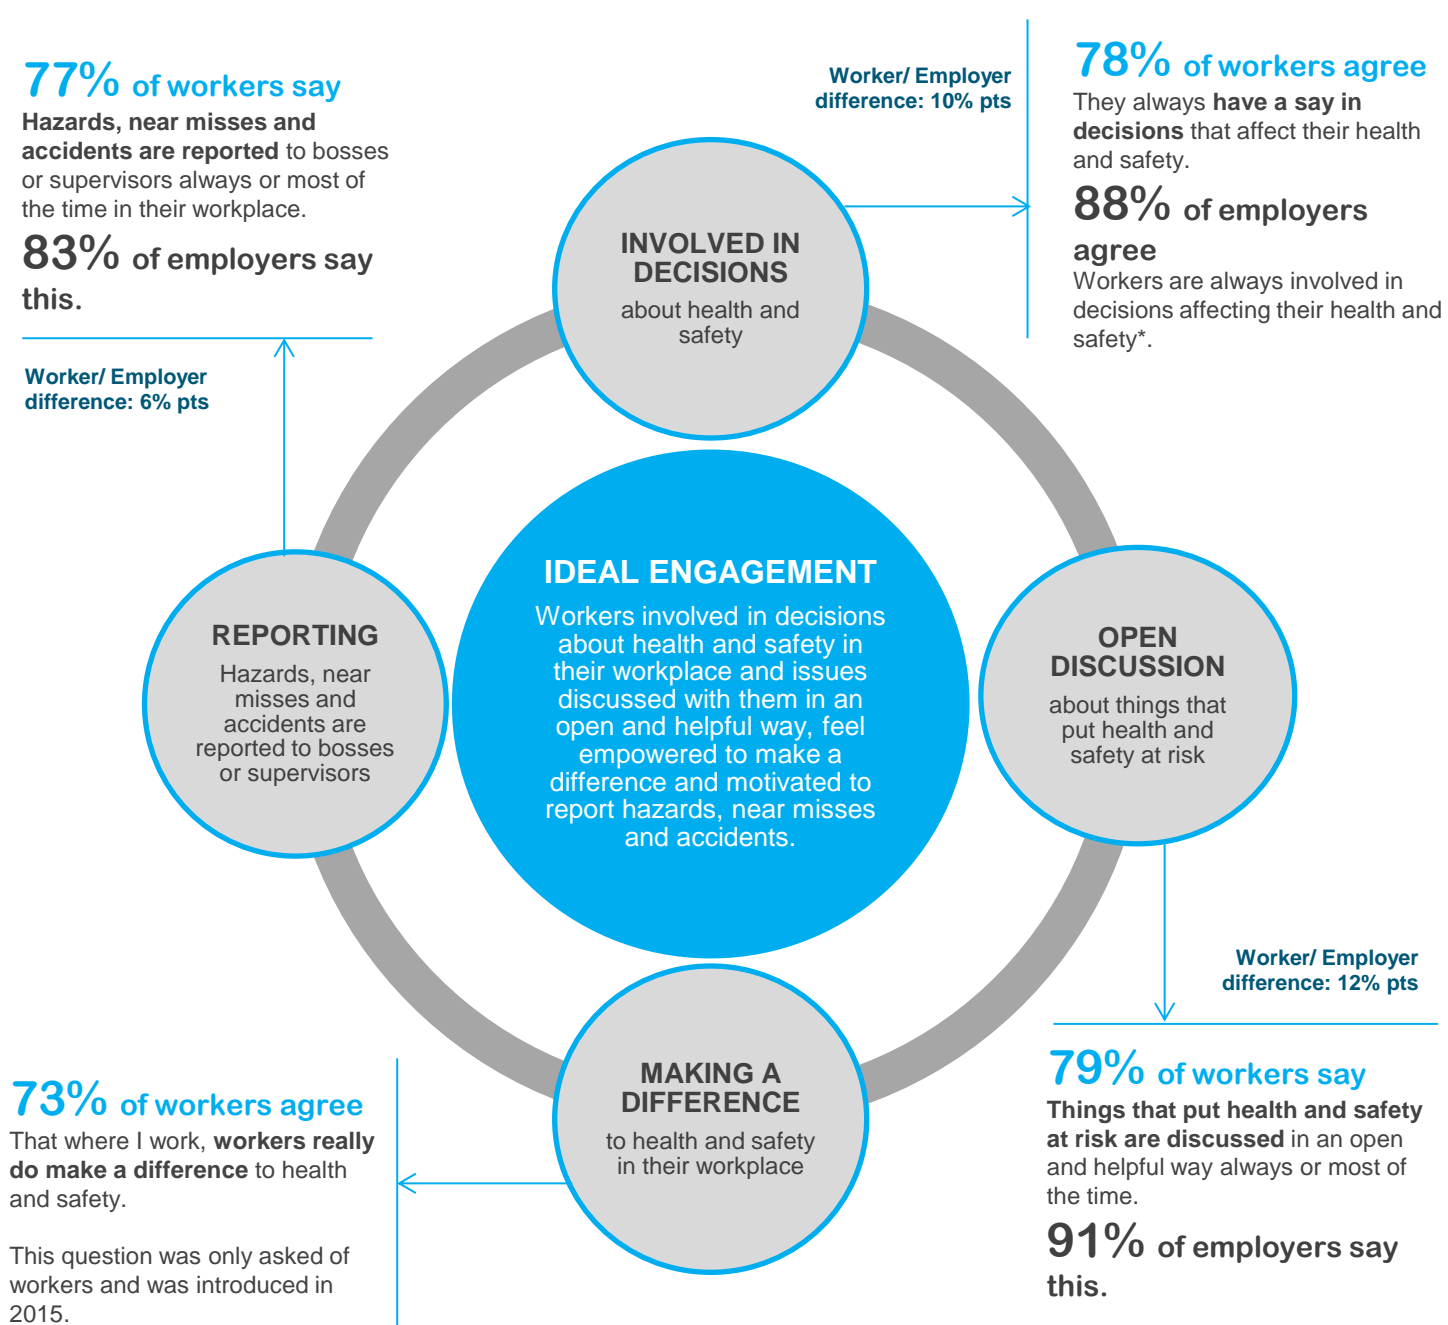 77% of workers say
Hazards, near misses and
accidents are reported to bosses
or supervisors always or most of
the time in their workplace.
83% of employers say
this.
Worker/ Employer
difference: 6% pts
Worker/ Employer
difference: 10% pts
78% of workers agree
They always have a say in
decisions that affect their health
and safety.
88% of employers
agree
Workers are always involved in
decisions affecting their health and
safety*.
INVOLVED IN
DECISIONS
about health and
safety
IDEAL ENGAGEMENT
Workers involved in decisions
about health and safety in
their workplace and issues
discussed with them in an
open and helpful way, feel
empowered to make a
difference and motivated to
report hazards, near misses
and accidents.
REPORTING
Hazards, near
misses and
accidents are
reported to bosses
or supervisors
OPEN
DISCUSSION
about things that
put health and
safety at risk
Worker/ Employer
difference: 12% pts
MAKING A
DIFFERENCE
to health and safety
in their workplace
73% of workers agree
That where I work, workers really
do make a difference to health
and safety.
This question was only asked of
workers and was introduced in
2015.
79% of workers say
Things that put health and safety
at risk are discussed in an open
and helpful way always or most of
the time.
91% of employers say
this.